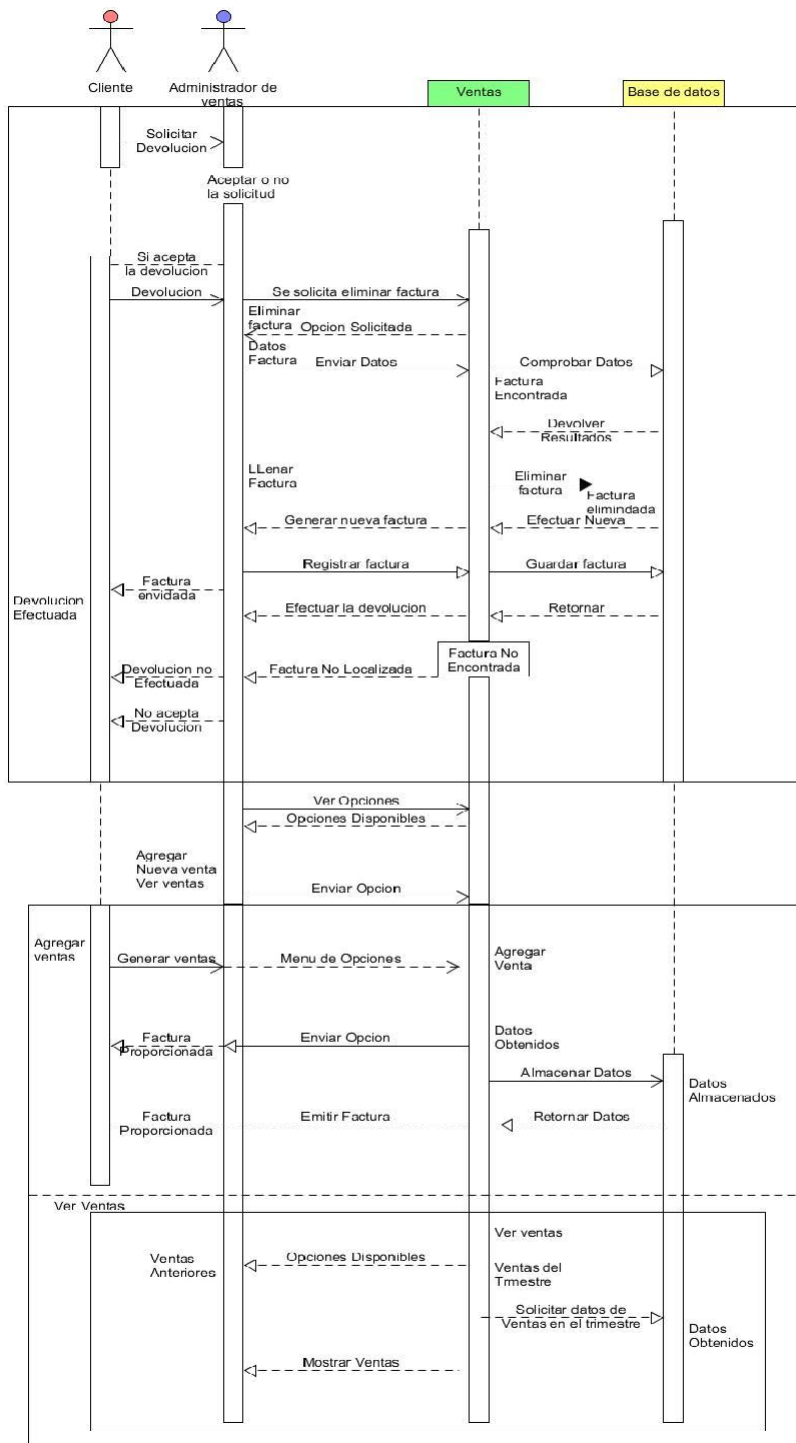 Cliente
Administrador de
ventas
Ventas
Base de datos
Solicitar
Devolucion
Aceptar o no
la solicitud
Si acepta
la devolucion
Devolucion
Se solicita eliminar factura
Eliminar
factura
Opcion Solicitada
Datos
Factura
Enviar Datos
Comprobar Datos
Factura
Encontrada
Devolver
Resultados
LLenar
Factura
Eliminar
factura
Factura
elimindada
Generar nueva factura
Efectuar Nueva
Registrar factura
Guardar factura
Factura
envidada
Devolucion
Efectuada
Efectuar la devolucion
Retornar
Factura No
Encontrada
Devolucion no
Efectuada
Factura No Localizada
No acepta
Devolucion
Ver Opciones
Opciones Disponibles
Agregar
Nueva venta
Ver ventas
Enviar Opcion
Agregar
ventas
Generar ventas
Menu de Opciones
Agregar
Venta
Factura
Proporcionada
Enviar Opcion
Datos
Obtenidos
Almacenar Datos
Datos
Almacenados
Factura
Proporcionada
Emitir Factura
Retornar Datos
Ver Ventas
Ver ventas
Ventas
Anteriores
Opciones Disponibles
Ventas del
Trmestre
Solicitar datos de
Ventas en el trimestre
Datos
Obtenidos
Mostrar Ventas